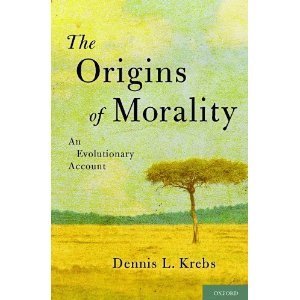 The
Origins
of Morality
An
Evolutionary
Account
Dennis L. Krebs
OXFORD